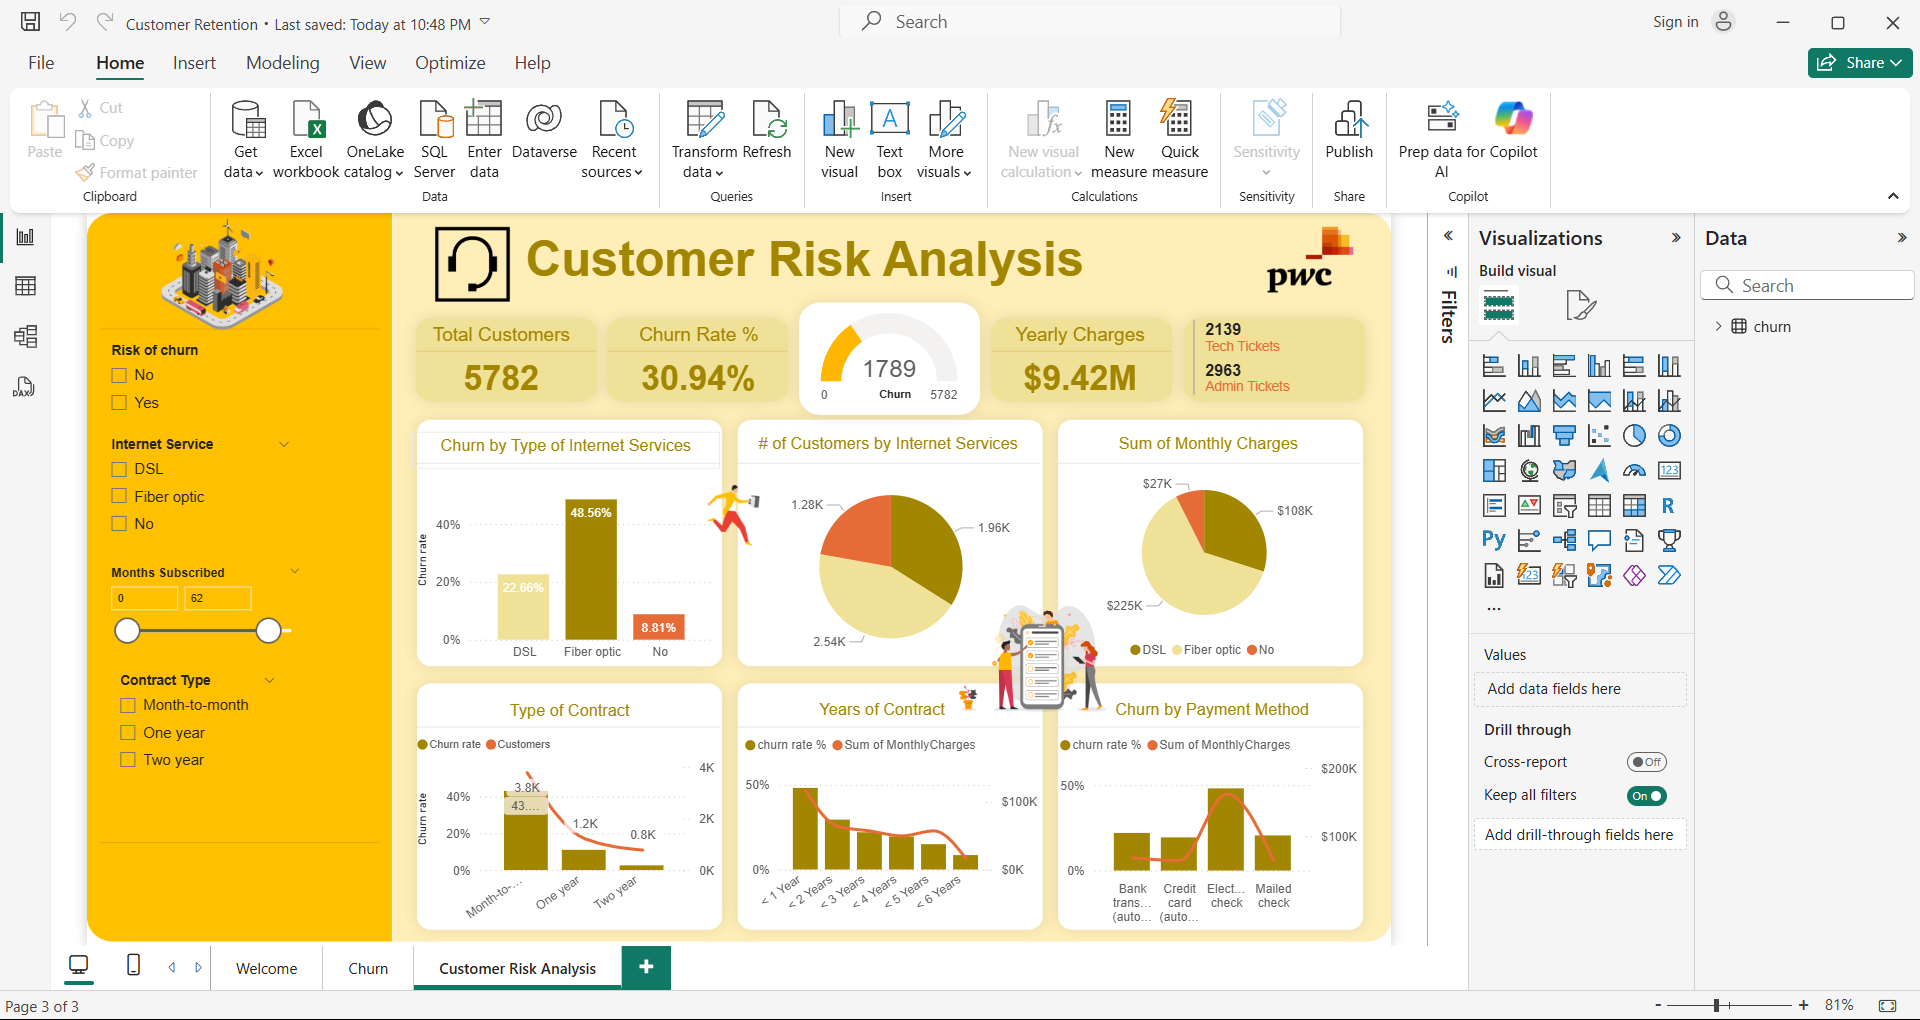 Customer Retention • Last saved: Today at 10:48 PM
Search
Sign in
File
Home
Insert
Modeling
View
Optimize
Help
Share
Paste
Cut
Copy
Format painter
Clipboard
Get data
Excel workbook
OneLake catalog
SQL Server
Enter data
Dataverse
Recent sources
Data
Transform data
Refresh
Queries
New visual
Text box
More visuals
Insert
New visual calculation
New measure
Quick measure
Calculations
Sensitivity
Sensitivity
Publish
Share
Prep data for AI
Copilot
Copilot
Risk of churn
No
Yes
Internet Service
DSL
Fiber optic
No
Months Subscribed
0
62
Contract Type
Month-to-month
One year
Two year
Customer Risk Analysis
pwc
Total Customers
5782
Churn Rate %
30.94%
1789
0
Churn
5782
Yearly Charges
$9.42M
2139
Tech Tickets
2963
Admin Tickets
Churn by Type of Internet Services
Churn rate
40%
20%
0%
22.66%
48.56%
8.81%
DSL
Fiber optic
No
# of Customers by Internet Services
1.28K
1.96K
2.54K
Sum of Monthly Charges
$27K
$108K
$225K
DSL
Fiber optic
No
Type of Contract
Churn rate
Customers
Churn rate
40%
20%
0%
3.8K
43....
1.2K
0.8K
4K
2K
0K
Month-to-...
One year
Two year
Years of Contract
churn rate %
Sum of MonthlyCharges
50%
0%
$100K
$0K
< 1 Year
< 2 Years
< 3 Years
< 4 Years
< 5 Years
< 6 Years
Churn by Payment Method
churn rate %
Sum of MonthlyCharges
50%
0%
$200K
$100K
Bank trans... (auto...
Credit card (auto...
Elect... check
Mailed check
Filters
Visualizations
Build visual
123
R
Py
123
...
Values
Add data fields here
Drill through
Cross-report
Off
Keep all filters
On
Add drill-through fields here
Data
Search
churn
DAX
Welcome
Churn
Customer Risk Analysis
+
Page 3 of 3
-
+
81%